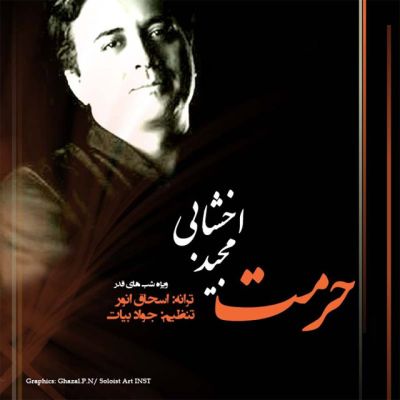 مجید اخشابی
حرمت
ویژه شب های قدر
ترانه: اسحاق انور
تنظیم: جواد بیات
Graphics: Ghazal.P.N/ Soloist Art INST